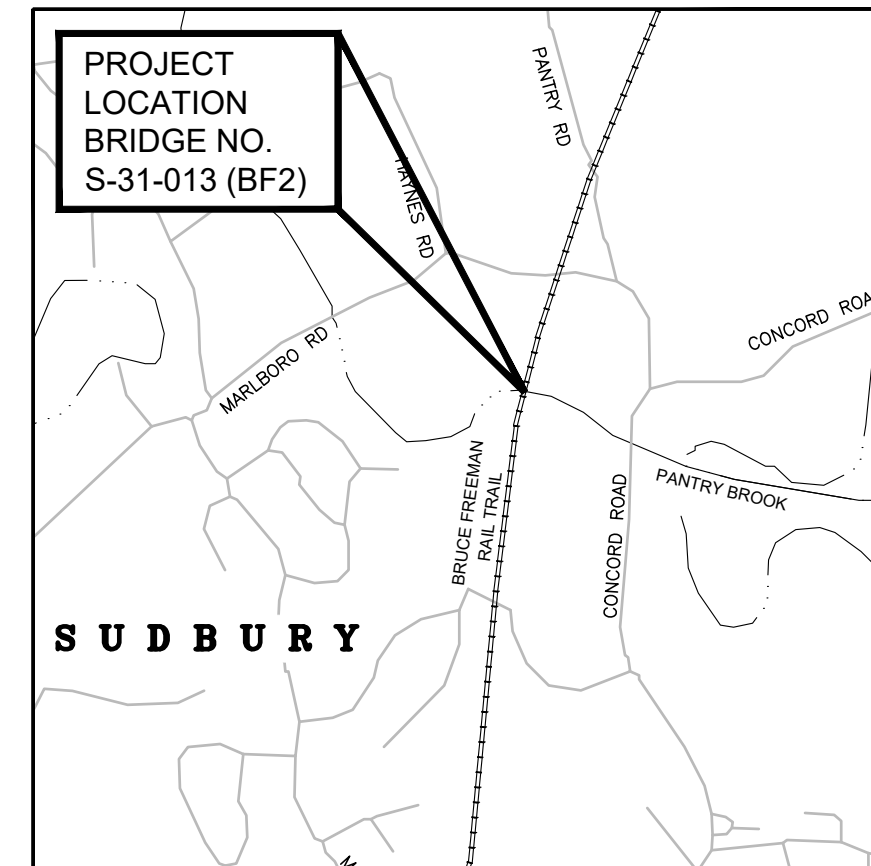 PROJECT
LOCATION
BRIDGE NO.
S-31-013 (BF2)
PANTRY RD
HAYNES RD
CONCORD ROA
MARLBORO RD
BRUCE FREEMAN
RAIL TRAIL
CONCORD ROAD
PANTRY BROOK
SUDBURY
M